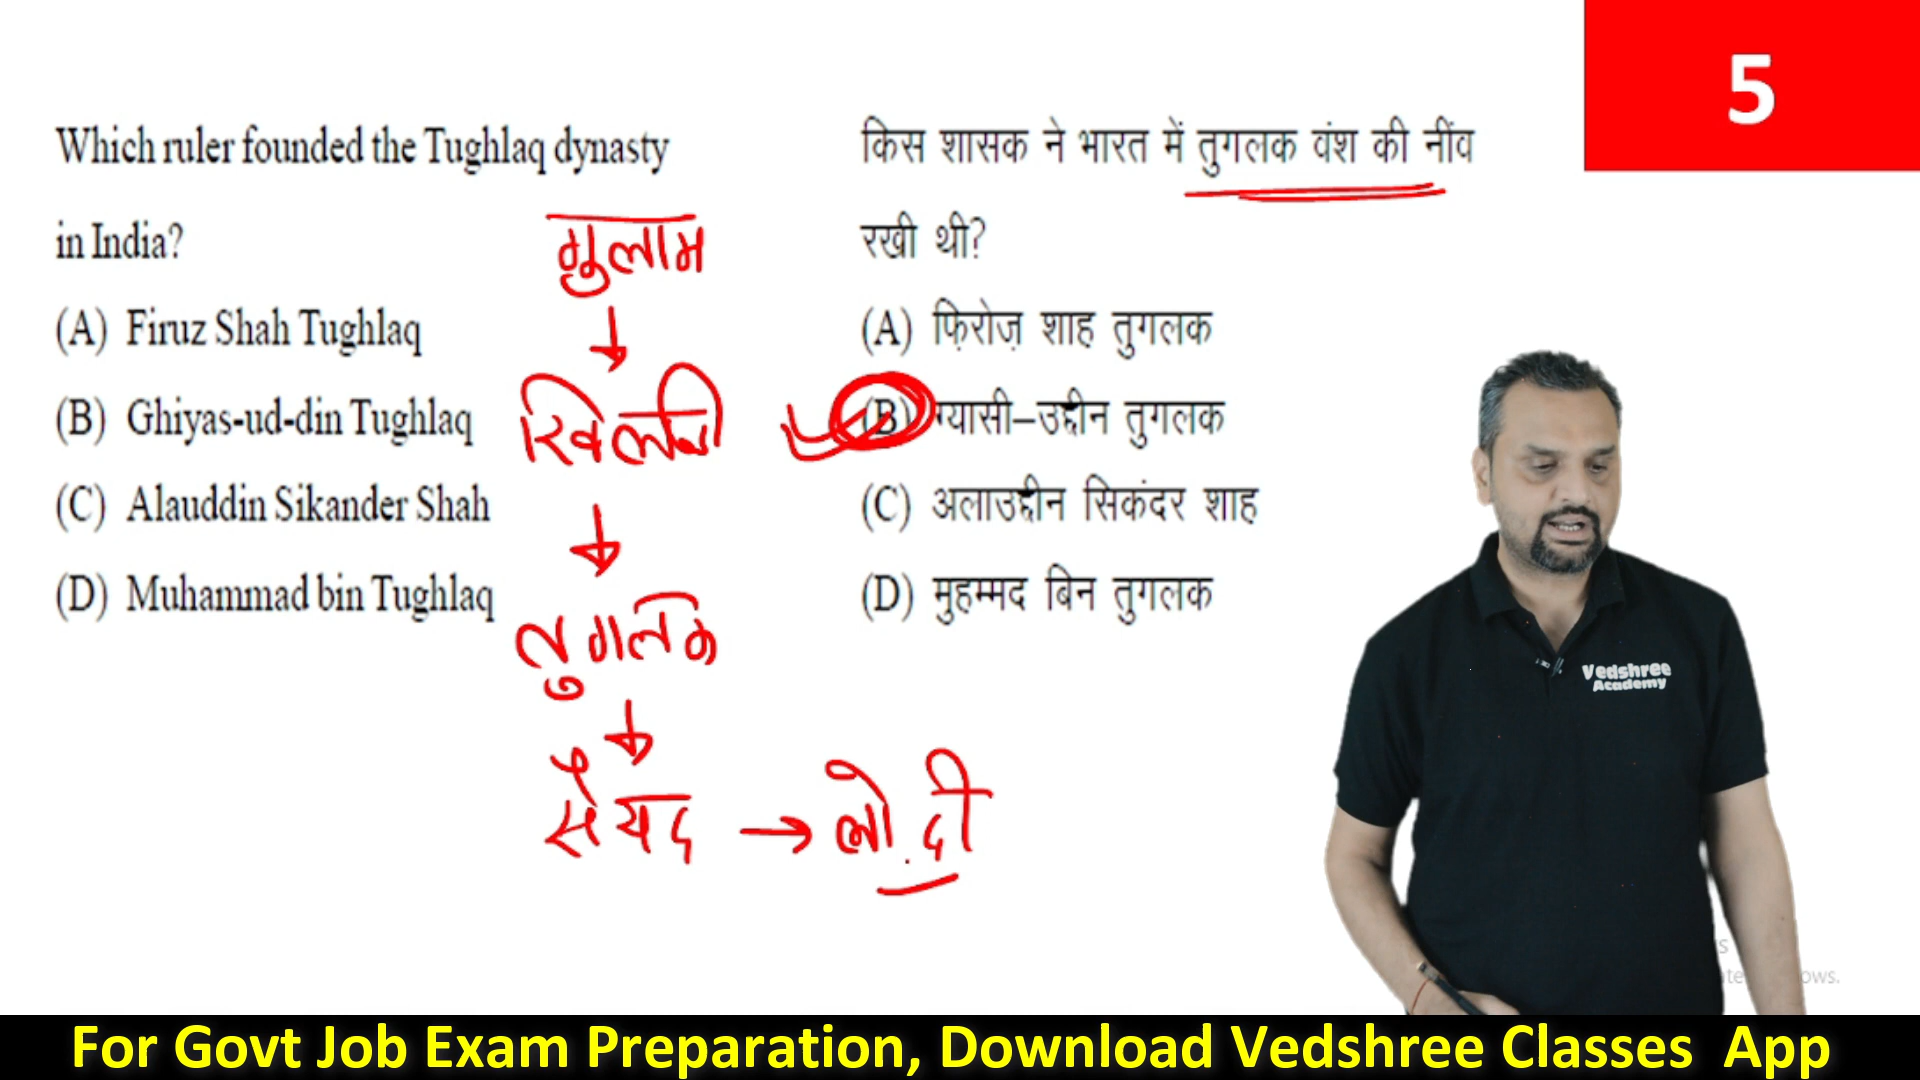 5
Which ruler founded the Tughlaq dynasty
in India?
(A) Firuz Shah Tughlaq
(B) Ghiyas-ud-din Tughlaq
(C) Alauddin Sikander Shah
(D) Muhammad bin Tughlaq
गुलाम
↓
खिलजी
↓
तुगलक
↓
सैयद → लोदी
किस शासक ने भारत में तुगलक वंश की नींव
रखी थी?
(A) फ़िरोज़ शाह तुगलक
(B) ग्यासी–उद्दीन तुगलक
(C) अलाउद्दीन सिकंदर शाह
(D) मुहम्मद बिन तुगलक
Vedshree
Academy
For Govt Job Exam Preparation, Download Vedshree Classes App